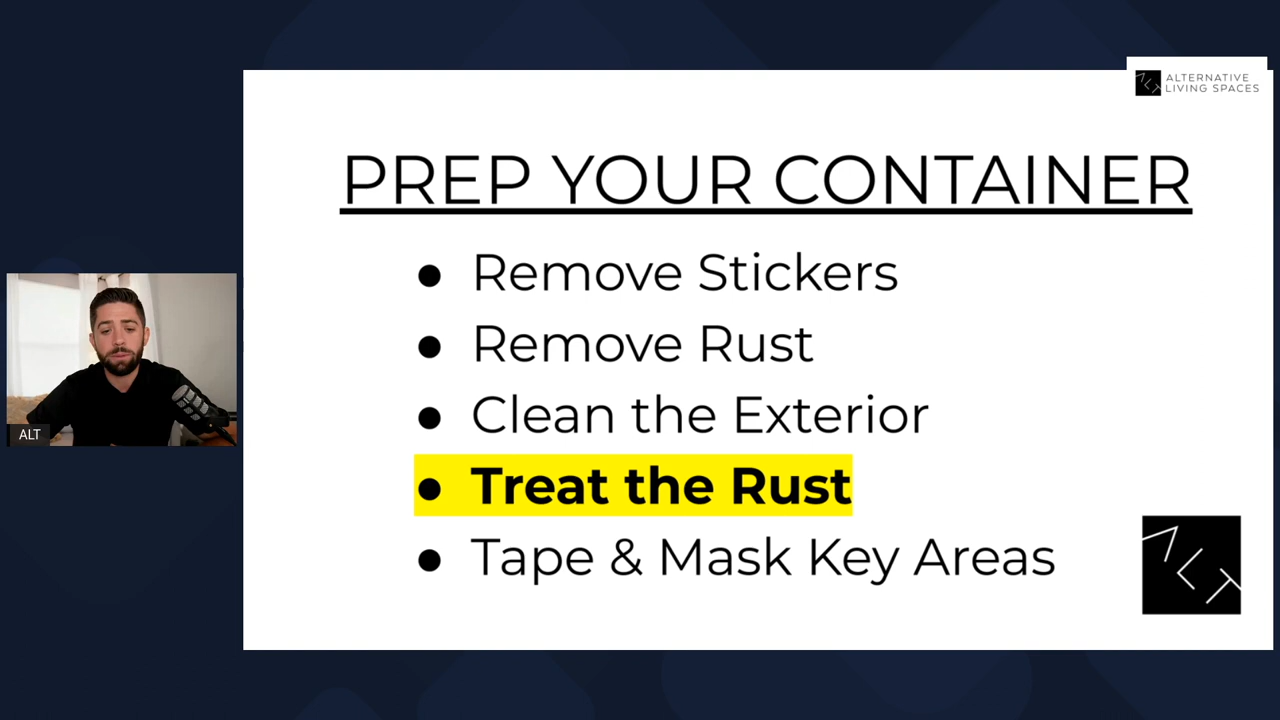 ALTERNATIVE
LIVING SPACES
PREP YOUR CONTAINER
● Remove Stickers
● Remove Rust
● Clean the Exterior
● Treat the Rust
● Tape & Mask Key Areas
ALT
ALT